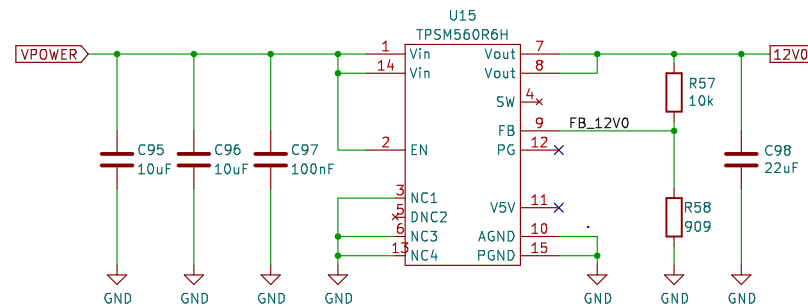 U15
TPSM560R6H
VPOWER
1 Vin Vout 7
12V0
14 Vin Vout 8
R57
10k
SW 4
FB_12V0
FB 9
C95
10uF
C96
10uF
C97
100nF
2 EN PG 12
C98
22uF
3 NC1
5 DNC2
V5V 11
R58
909
6 NC3 AGND 10
13 NC4 PGND 15
GND GND GND GND GND GND GND